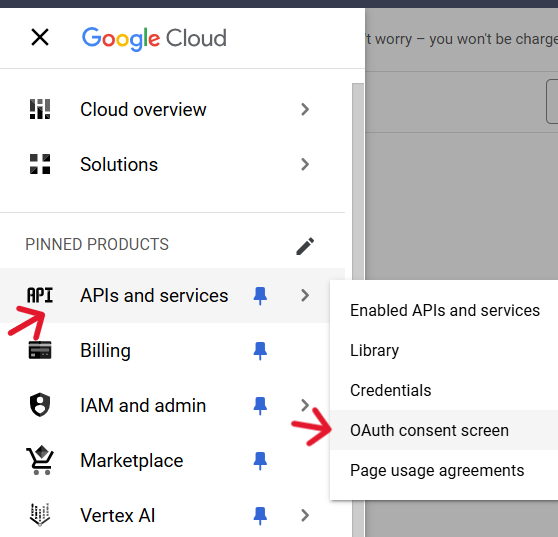 Google Cloud
't worry – you won't be charge
Cloud overview
Solutions
PINNED PRODUCTS
API APIs and services
Enabled APIs and services
Billing
Library
Credentials
IAM and admin
OAuth consent screen
Marketplace
Page usage agreements
Vertex AI